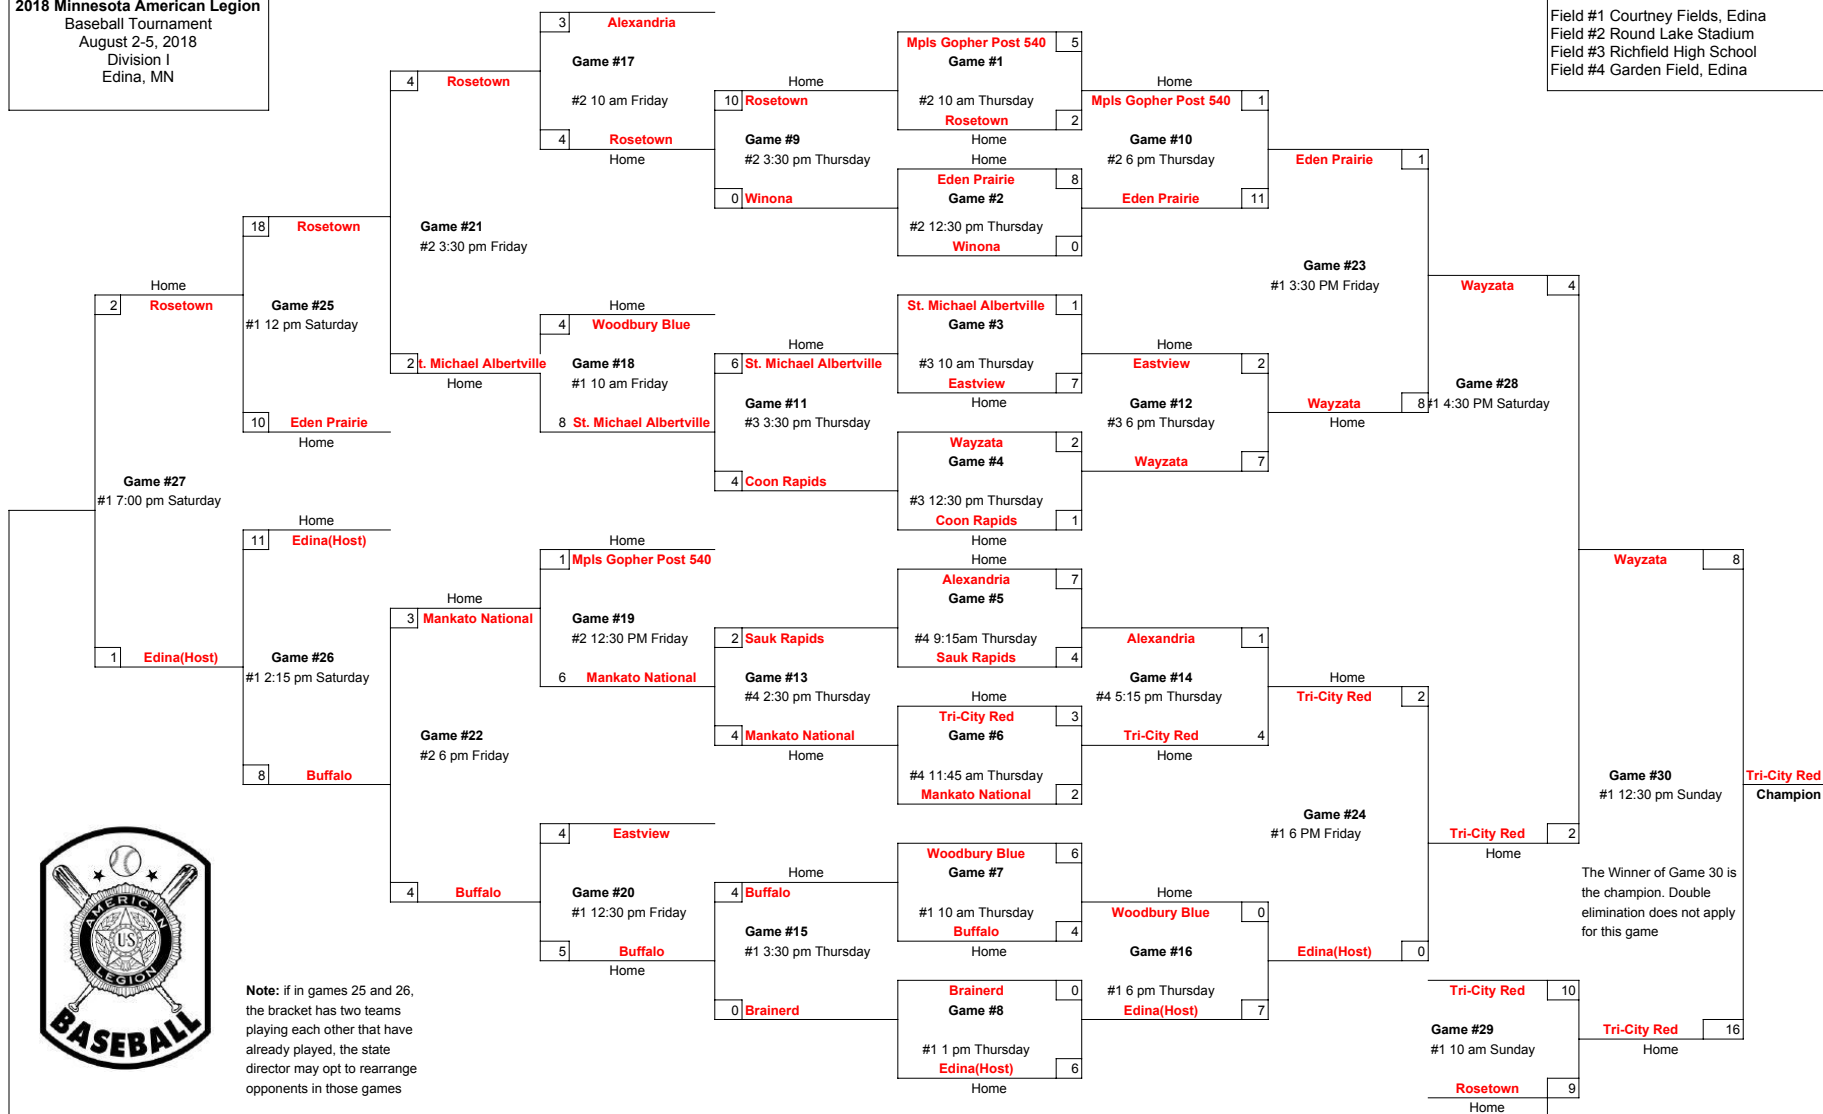 2018 Minnesota American Legion
Baseball Tournament
August 2-5, 2018
Division I
Edina, MN
Field #1 Courtney Fields, Edina
Field #2 Round Lake Stadium
Field #3 Richfield High School
Field #4 Garden Field, Edina
3 Alexandria
Game #17
#2 10 am Friday
4 Rosetown
Home
4 Rosetown
Game #21
#2 3:30 pm Friday
2 t. Michael Albertville
Home
Home
4 Woodbury Blue
Game #18
#1 10 am Friday
8 St. Michael Albertville
18 Rosetown
Game #25
#1 12 pm Saturday
10 Eden Prairie
Home
Home
2 Rosetown
Game #27
#1 7:00 pm Saturday
1 Edina(Host)
Home
11 Edina(Host)
Game #26
#1 2:15 pm Saturday
8 Buffalo
Home
3 Mankato National
Game #22
#2 6 pm Friday
4 Buffalo
Home
1 Mpls Gopher Post 540
Game #19
#2 12:30 PM Friday
6 Mankato National
4 Eastview
Game #20
#1 12:30 pm Friday
5 Buffalo
Home
Home
10 Rosetown
Game #9
#2 3:30 pm Thursday
0 Winona
Home
6 St. Michael Albertville
Game #11
#3 3:30 pm Thursday
4 Coon Rapids
2 Sauk Rapids
Game #13
#4 2:30 pm Thursday
4 Mankato National
Home
Home
4 Buffalo
Game #15
#1 3:30 pm Thursday
0 Brainerd
Mpls Gopher Post 540 5
Game #1
#2 10 am Thursday
Rosetown 2
Home
Home
Eden Prairie 8
Game #2
#2 12:30 pm Thursday
Winona 0
St. Michael Albertville 1
Game #3
#3 10 am Thursday
Eastview 7
Home
Wayzata 2
Game #4
#3 12:30 pm Thursday
Coon Rapids 1
Home
Home
Alexandria 7
Game #5
#4 9:15am Thursday
Sauk Rapids 4
Home
Tri-City Red 3
Game #6
#4 11:45 am Thursday
Mankato National 2
Woodbury Blue 6
Game #7
#1 10 am Thursday
Buffalo 4
Home
Brainerd 0
Game #8
#1 1 pm Thursday
Edina(Host) 6
Home
Home
Mpls Gopher Post 540 1
Game #10
#2 6 pm Thursday
Eden Prairie 11
Home
Eastview 2
Game #12
#3 6 pm Thursday
Wayzata 7
Alexandria 1
Game #14
#4 5:15 pm Thursday
Tri-City Red 4
Home
Home
Woodbury Blue 0
Game #16
#1 6 pm Thursday
Edina(Host) 7
Eden Prairie 1
Game #23
#1 3:30 PM Friday
Wayzata 8
Home
Home
Tri-City Red 2
Game #24
#1 6 PM Friday
Edina(Host) 0
Wayzata 4
Game #28
#1 4:30 PM Saturday
Tri-City Red 2
Home
Tri-City Red 10
Game #29
#1 10 am Sunday
Rosetown 9
Home
Wayzata 8
Game #30
#1 12:30 pm Sunday
The Winner of Game 30 is
the champion. Double
elimination does not apply
for this game
Tri-City Red 16
Home
Tri-City Red
Champion
AMERICAN
US
LEGION
BASEBALL
Note: if in games 25 and 26,
the bracket has two teams
playing each other that have
already played, the state
director may opt to rearrange
opponents in those games